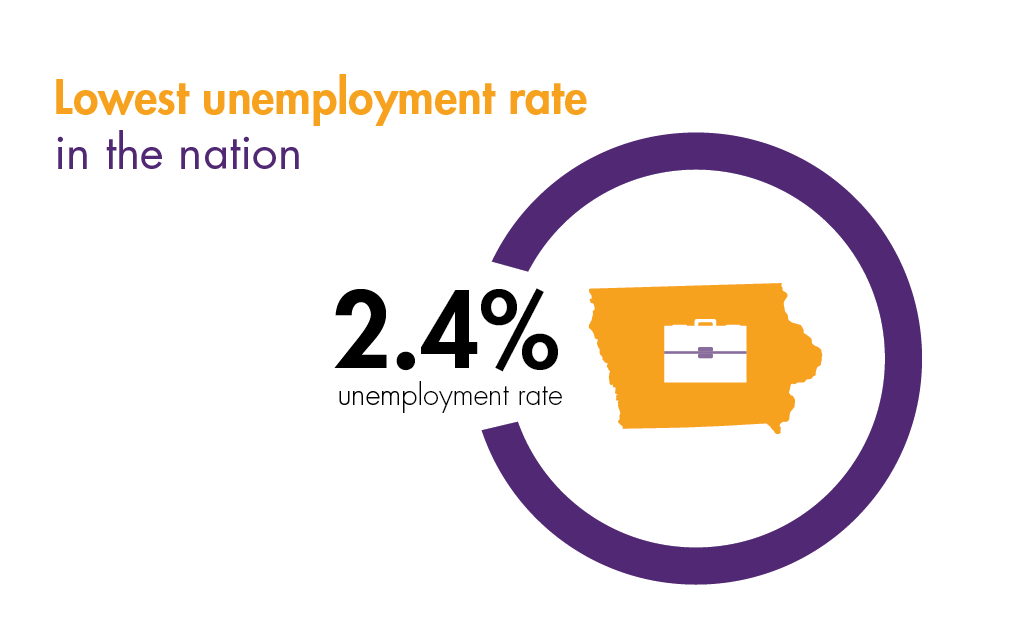 Lowest unemployment rate
in the nation
2.4%
unemployment rate